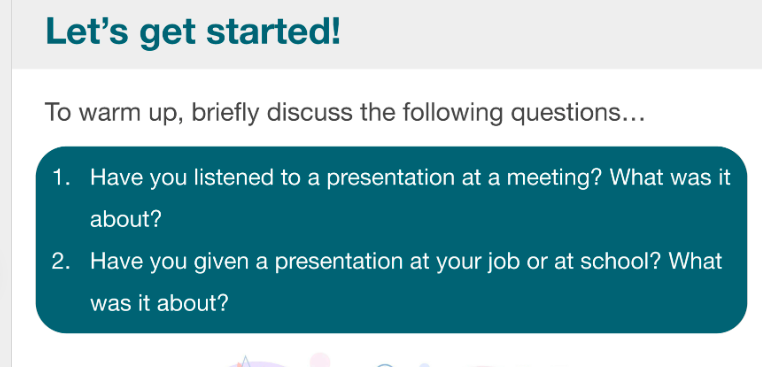 Let’s get started!
To warm up, briefly discuss the following questions…
1. Have you listened to a presentation at a meeting? What was it
about?
2. Have you given a presentation at your job or at school? What
was it about?